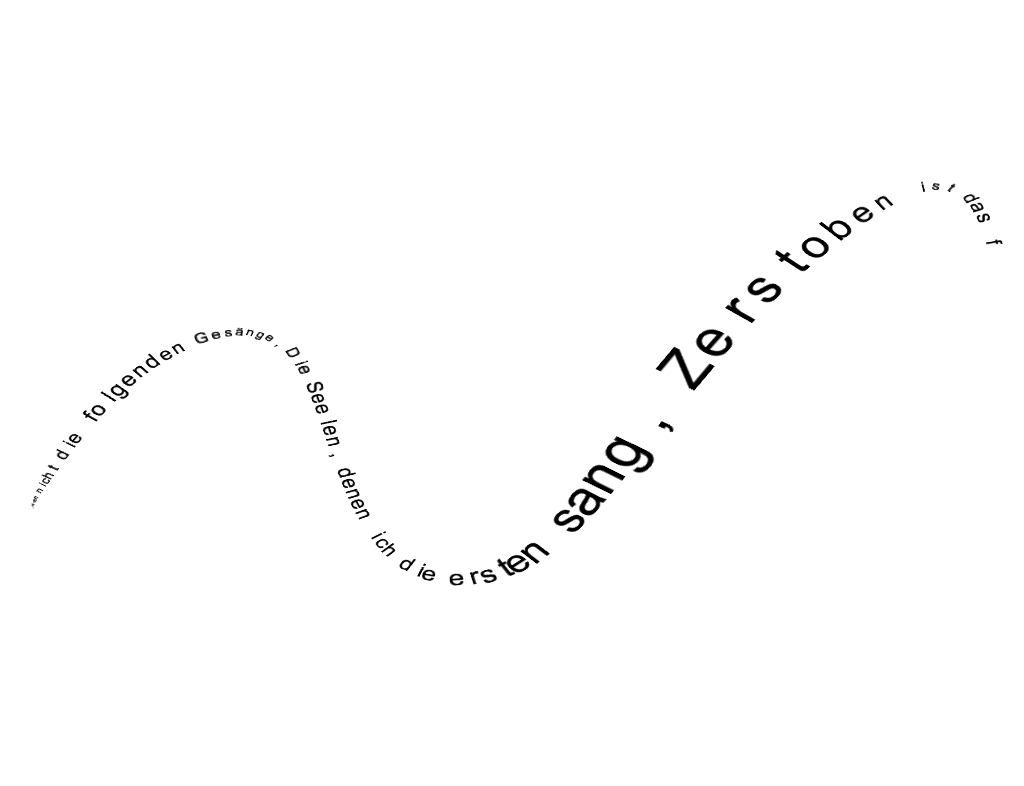 nicht die folgenden Gesänge, Die Seelen, denen ich die ersten sang, Zerstoben ist das f